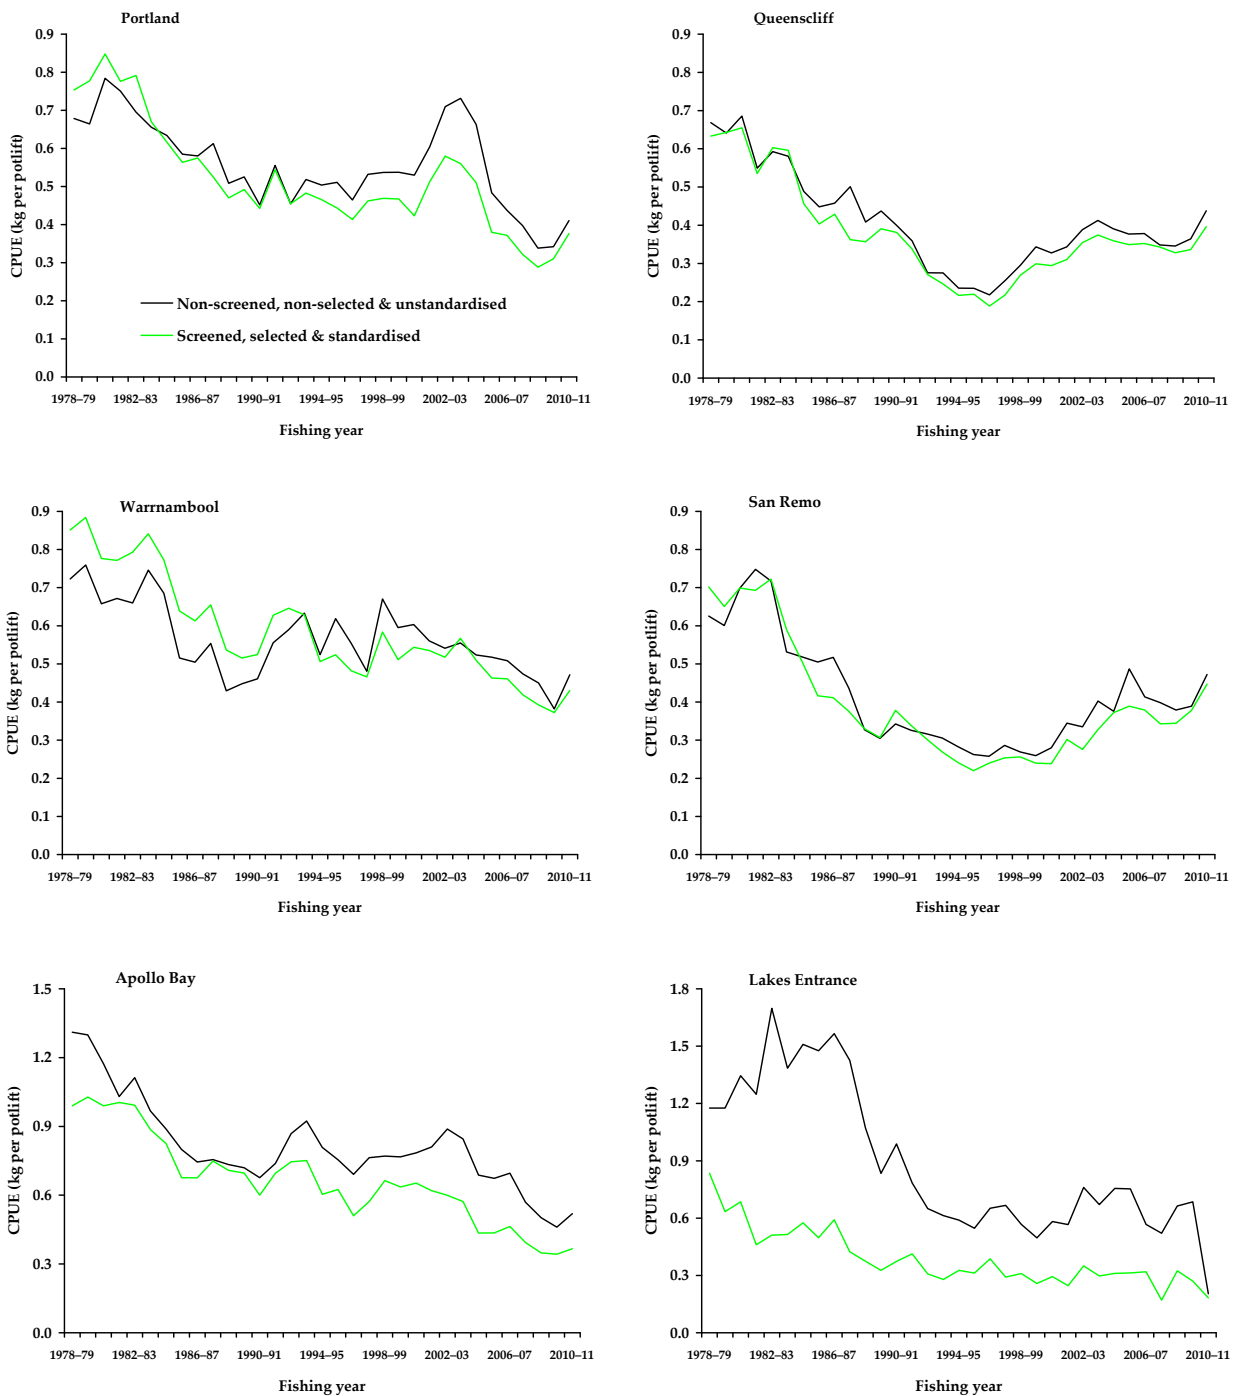 Portland
0.9
0.8
0.7
0.6
0.5
0.4
0.3
0.2
0.1
0.0
CPUE (kg per potlift)
Non-screened, non-selected & unstandardised
Screened, selected & standardised
1978–79 1982–83 1986–87 1990–91 1994–95 1998–99 2002–03 2006–07 2010–11
Fishing year
Queenscliff
0.9
0.8
0.7
0.6
0.5
0.4
0.3
0.2
0.1
0.0
CPUE (kg per potlift)
1978–79 1982–83 1986–87 1990–91 1994–95 1998–99 2002–03 2006–07 2010–11
Fishing year
Warrnambool
0.9
0.8
0.7
0.6
0.5
0.4
0.3
0.2
0.1
0.0
CPUE (kg per potlift)
1978–79 1982–83 1986–87 1990–91 1994–95 1998–99 2002–03 2006–07 2010–11
Fishing year
San Remo
0.9
0.8
0.7
0.6
0.5
0.4
0.3
0.2
0.1
0.0
CPUE (kg per potlift)
1978–79 1982–83 1986–87 1990–91 1994–95 1998–99 2002–03 2006–07 2010–11
Fishing year
Apollo Bay
1.5
1.2
0.9
0.6
0.3
0.0
CPUE (kg per potlift)
1978–79 1982–83 1986–87 1990–91 1994–95 1998–99 2002–03 2006–07 2010–11
Fishing year
Lakes Entrance
1.8
1.5
1.2
0.9
0.6
0.3
0.0
CPUE (kg per potlift)
1978–79 1982–83 1986–87 1990–91 1994–95 1998–99 2002–03 2006–07 2010–11
Fishing year